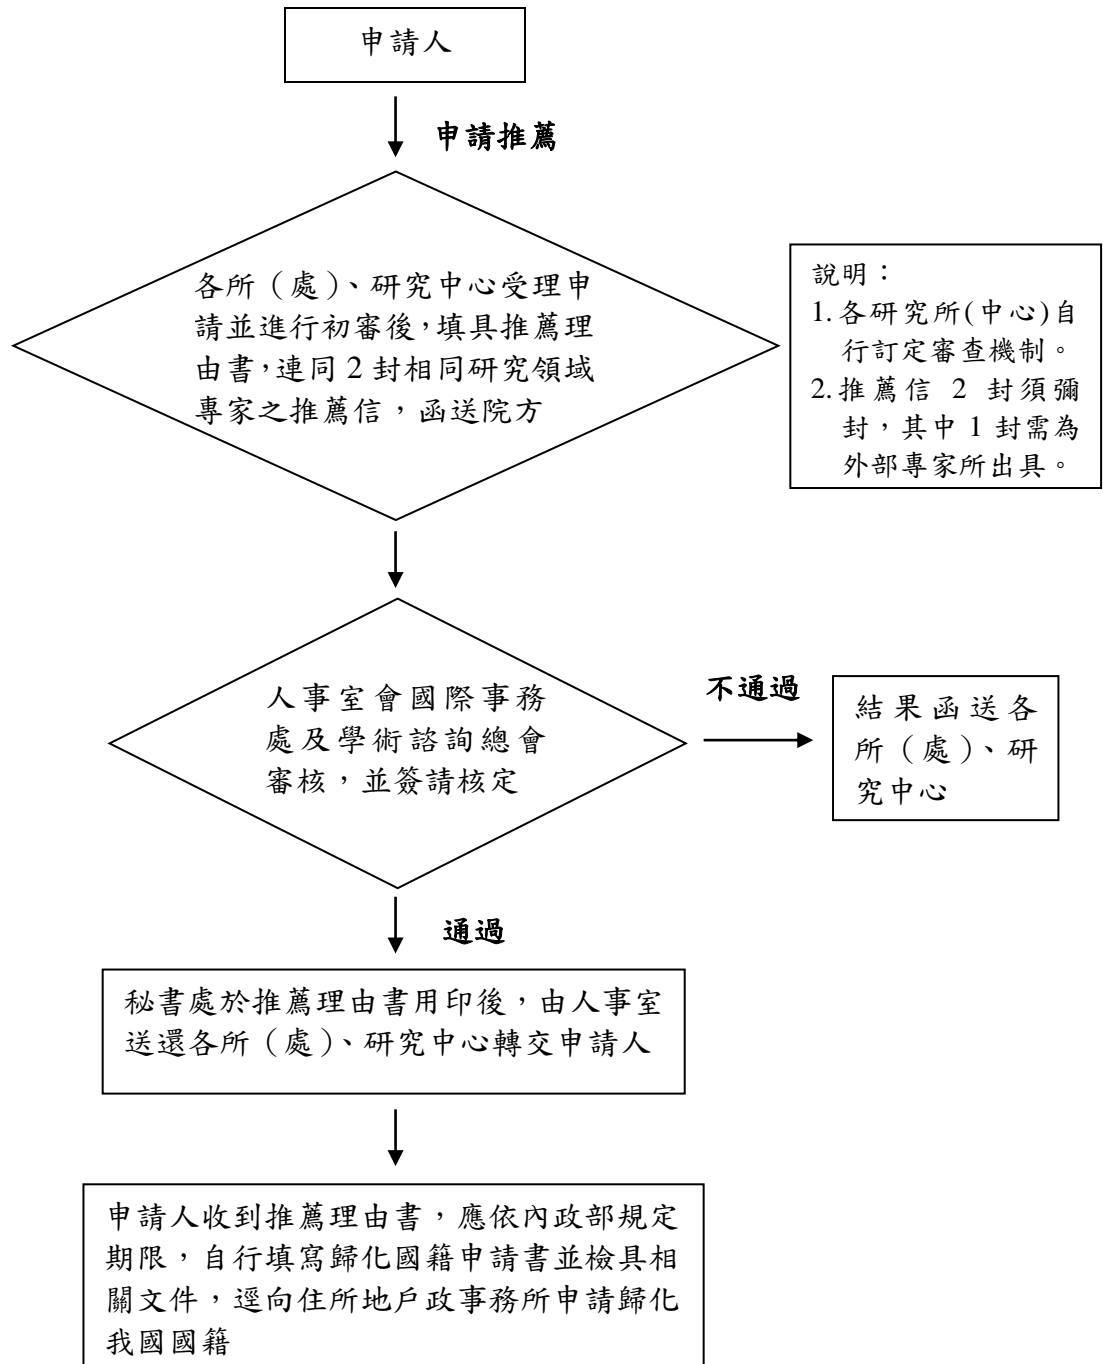 申請人
申請推薦
各所（處）、研究中心受理申
請並進行初審後，填具推薦理
由書，連同 2 封相同研究領域
專家之推薦信，函送院方
說明：
1. 各研究所(中心)自
行訂定審查機制。
2. 推薦信 2 封須彌
封，其中 1 封需為
外部專家所出具。
人事室會國際事務
處及學術諮詢總會
審核，並簽請核定
不通過
結果函送各
所（處）、研
究中心
通過
秘書處於推薦理由書用印後，由人事室
送還各所（處）、研究中心轉交申請人
申請人收到推薦理由書，應依內政部規定
期限，自行填寫歸化國籍申請書並檢具相
關文件，逕向住所地戶政事務所申請歸化
我國國籍